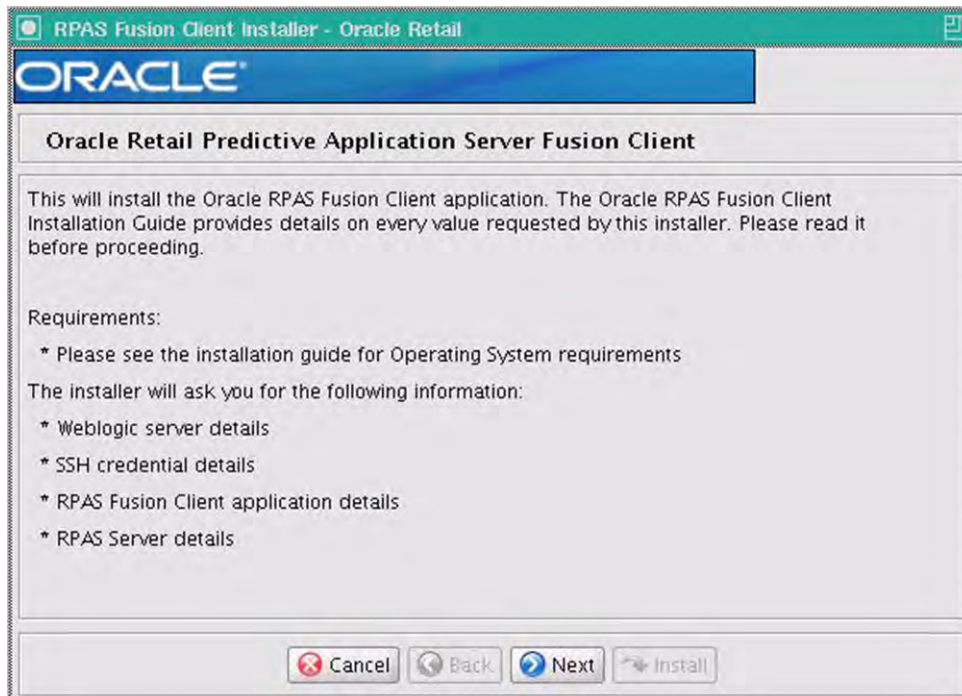 RPAS Fusion Client Installer - Oracle Retail
ORACLE®
Oracle Retail Predictive Application Server Fusion Client
This will install the Oracle RPAS Fusion Client application. The Oracle RPAS Fusion Client
Installation Guide provides details on every value requested by this installer. Please read it
before proceeding.
Requirements:
* Please see the installation guide for Operating System requirements
The installer will ask you for the following information:
* Weblogic server details
* SSH credential details
* RPAS Fusion Client application details
* RPAS Server details
Cancel Back Next Install